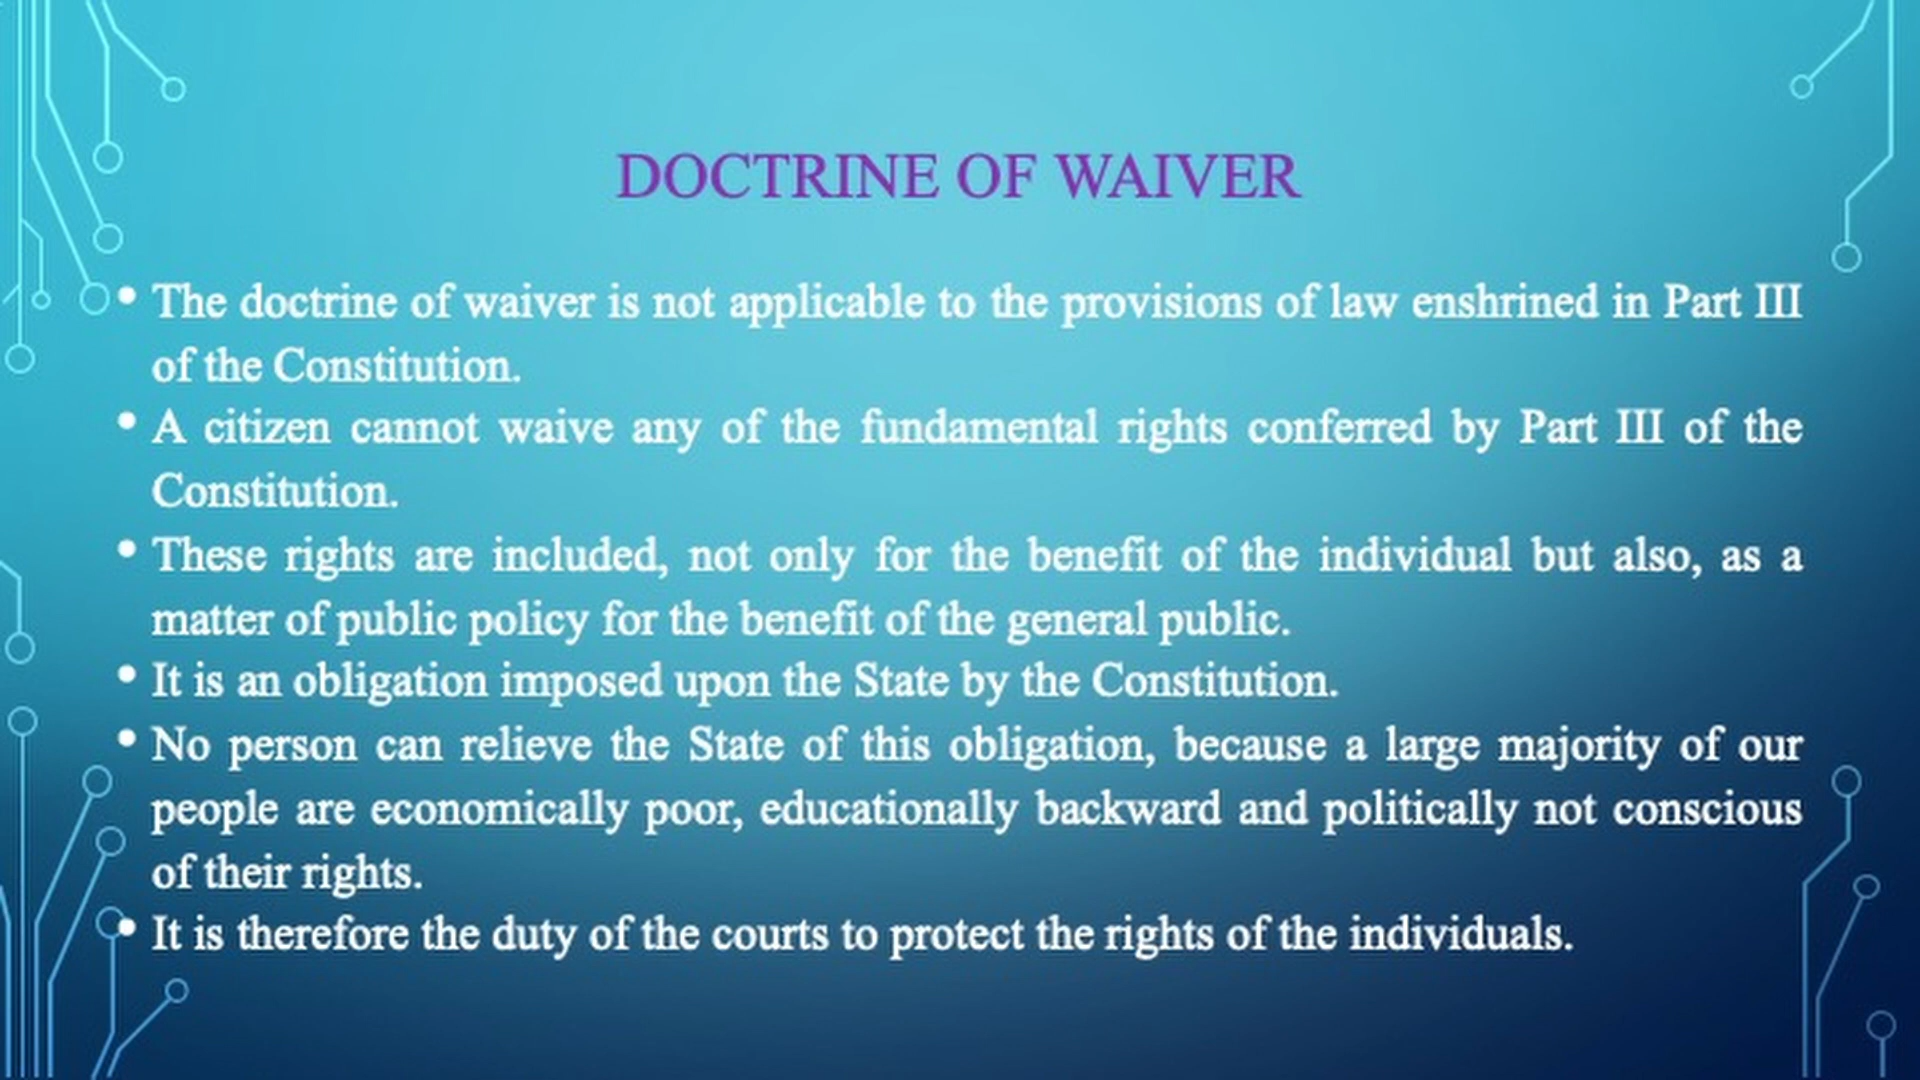 DOCTRINE OF WAIVER
• The doctrine of waiver is not applicable to the provisions of law enshrined in Part III
of the Constitution.
• A citizen cannot waive any of the fundamental rights conferred by Part III of the
Constitution.
• These rights are included, not only for the benefit of the individual but also, as a
matter of public policy for the benefit of the general public.
• It is an obligation imposed upon the State by the Constitution.
• No person can relieve the State of this obligation, because a large majority of our
people are economically poor, educationally backward and politically not conscious
of their rights.
• It is therefore the duty of the courts to protect the rights of the individuals.